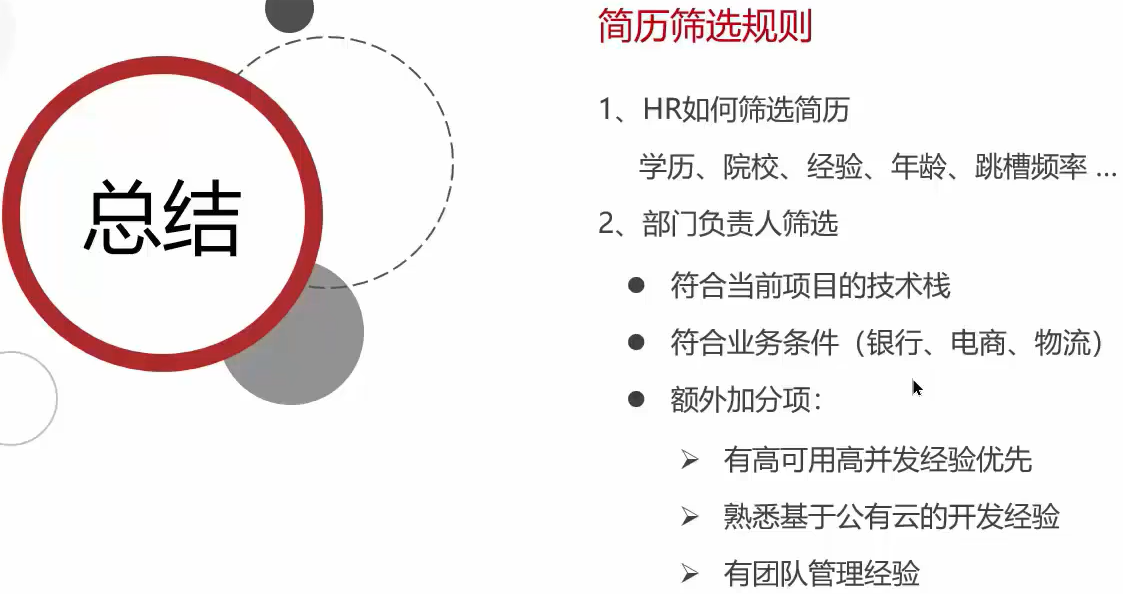 总结
简历筛选规则
1、HR如何筛选简历
学历、院校、经验、年龄、跳槽频率 ...
2、部门负责人筛选
● 符合当前项目的技术栈
● 符合业务条件（银行、电商、物流）
● 额外加分项：
➢ 有高可用高并发经验优先
➢ 熟悉基于公有云的开发经验
➢ 有团队管理经验